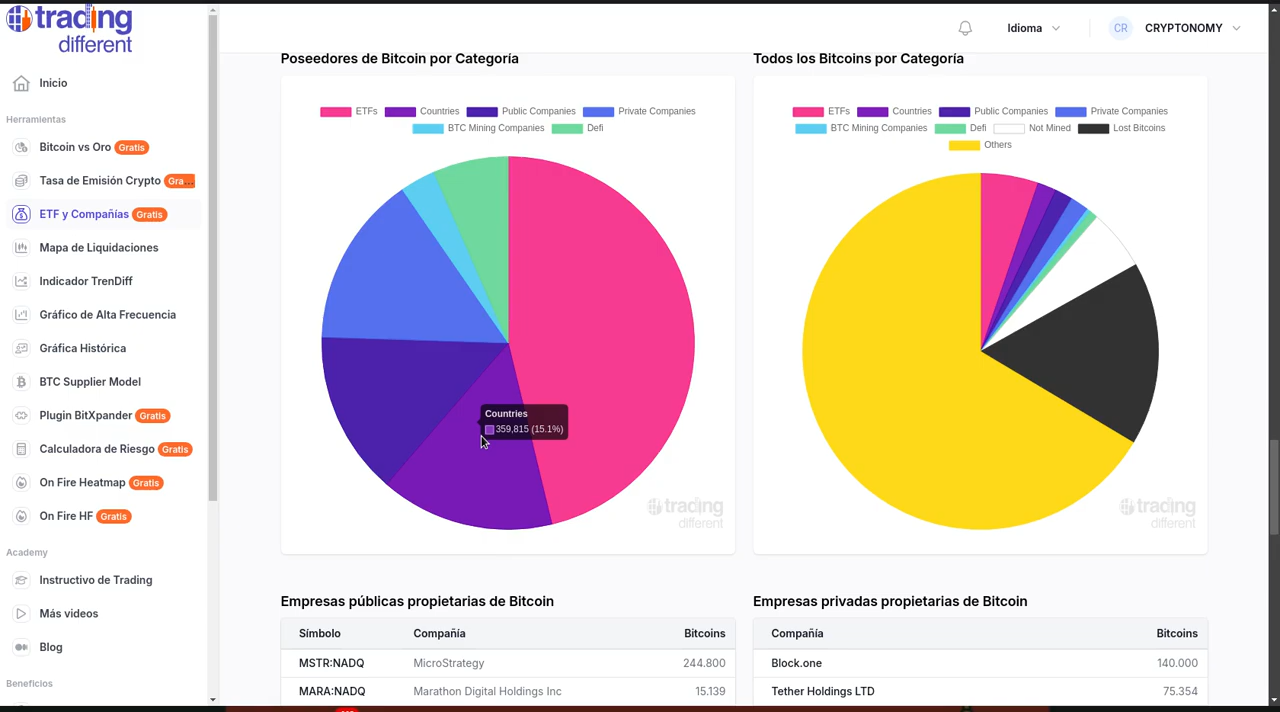 trading
different
Idioma
CR
CRYPTONOMY
Inicio
Herramientas
Bitcoin vs Oro Gratis
Tasa de Emisión Crypto Gra...
ETF y Compañías Gratis
Mapa de Liquidaciones
Indicador TrenDiff
Gráfico de Alta Frecuencia
Gráfica Histórica
BTC Supplier Model
Plugin BitXpander Gratis
Calculadora de Riesgo Gratis
On Fire Heatmap Gratis
On Fire HF Gratis
Academy
Instructivo de Trading
Más videos
Blog
Beneficios
Poseedores de Bitcoin por Categoría
ETFs Countries Public Companies Private Companies
BTC Mining Companies Defi
Countries
359,815 (15.1%)
trading
different
Todos los Bitcoins por Categoría
ETFs Countries Public Companies Private Companies
BTC Mining Companies Defi Not Mined Lost Bitcoins
Others
trading
different
Empresas públicas propietarias de Bitcoin
Símbolo Compañía Bitcoins
MSTR:NADQ MicroStrategy 244.800
MARA:NADQ Marathon Digital Holdings Inc 15.139
Empresas privadas propietarias de Bitcoin
Compañía Bitcoins
Block.one 140.000
Tether Holdings LTD 75.354